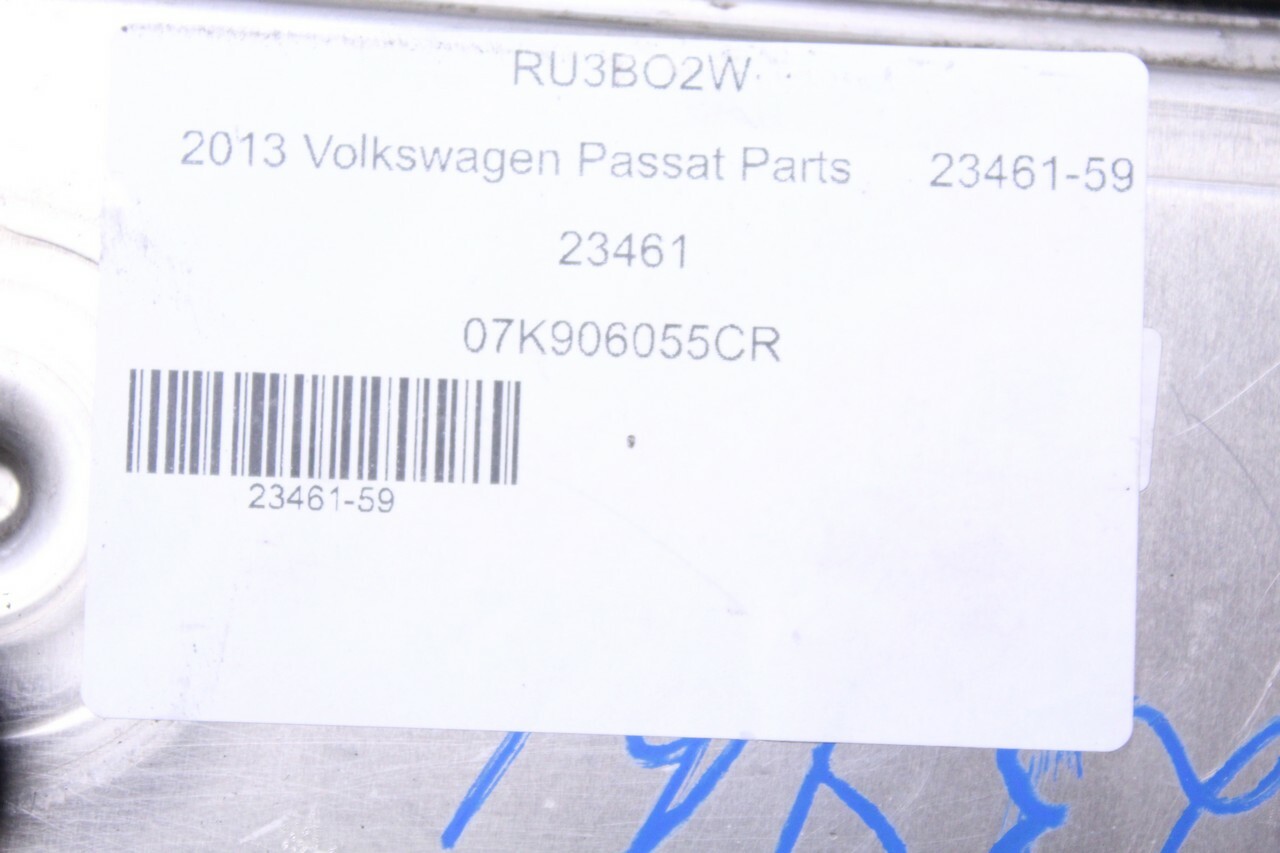 RU3BO2W
2013 Volkswagen Passat Parts 23461-59
23461
07K906055CR
23461-59